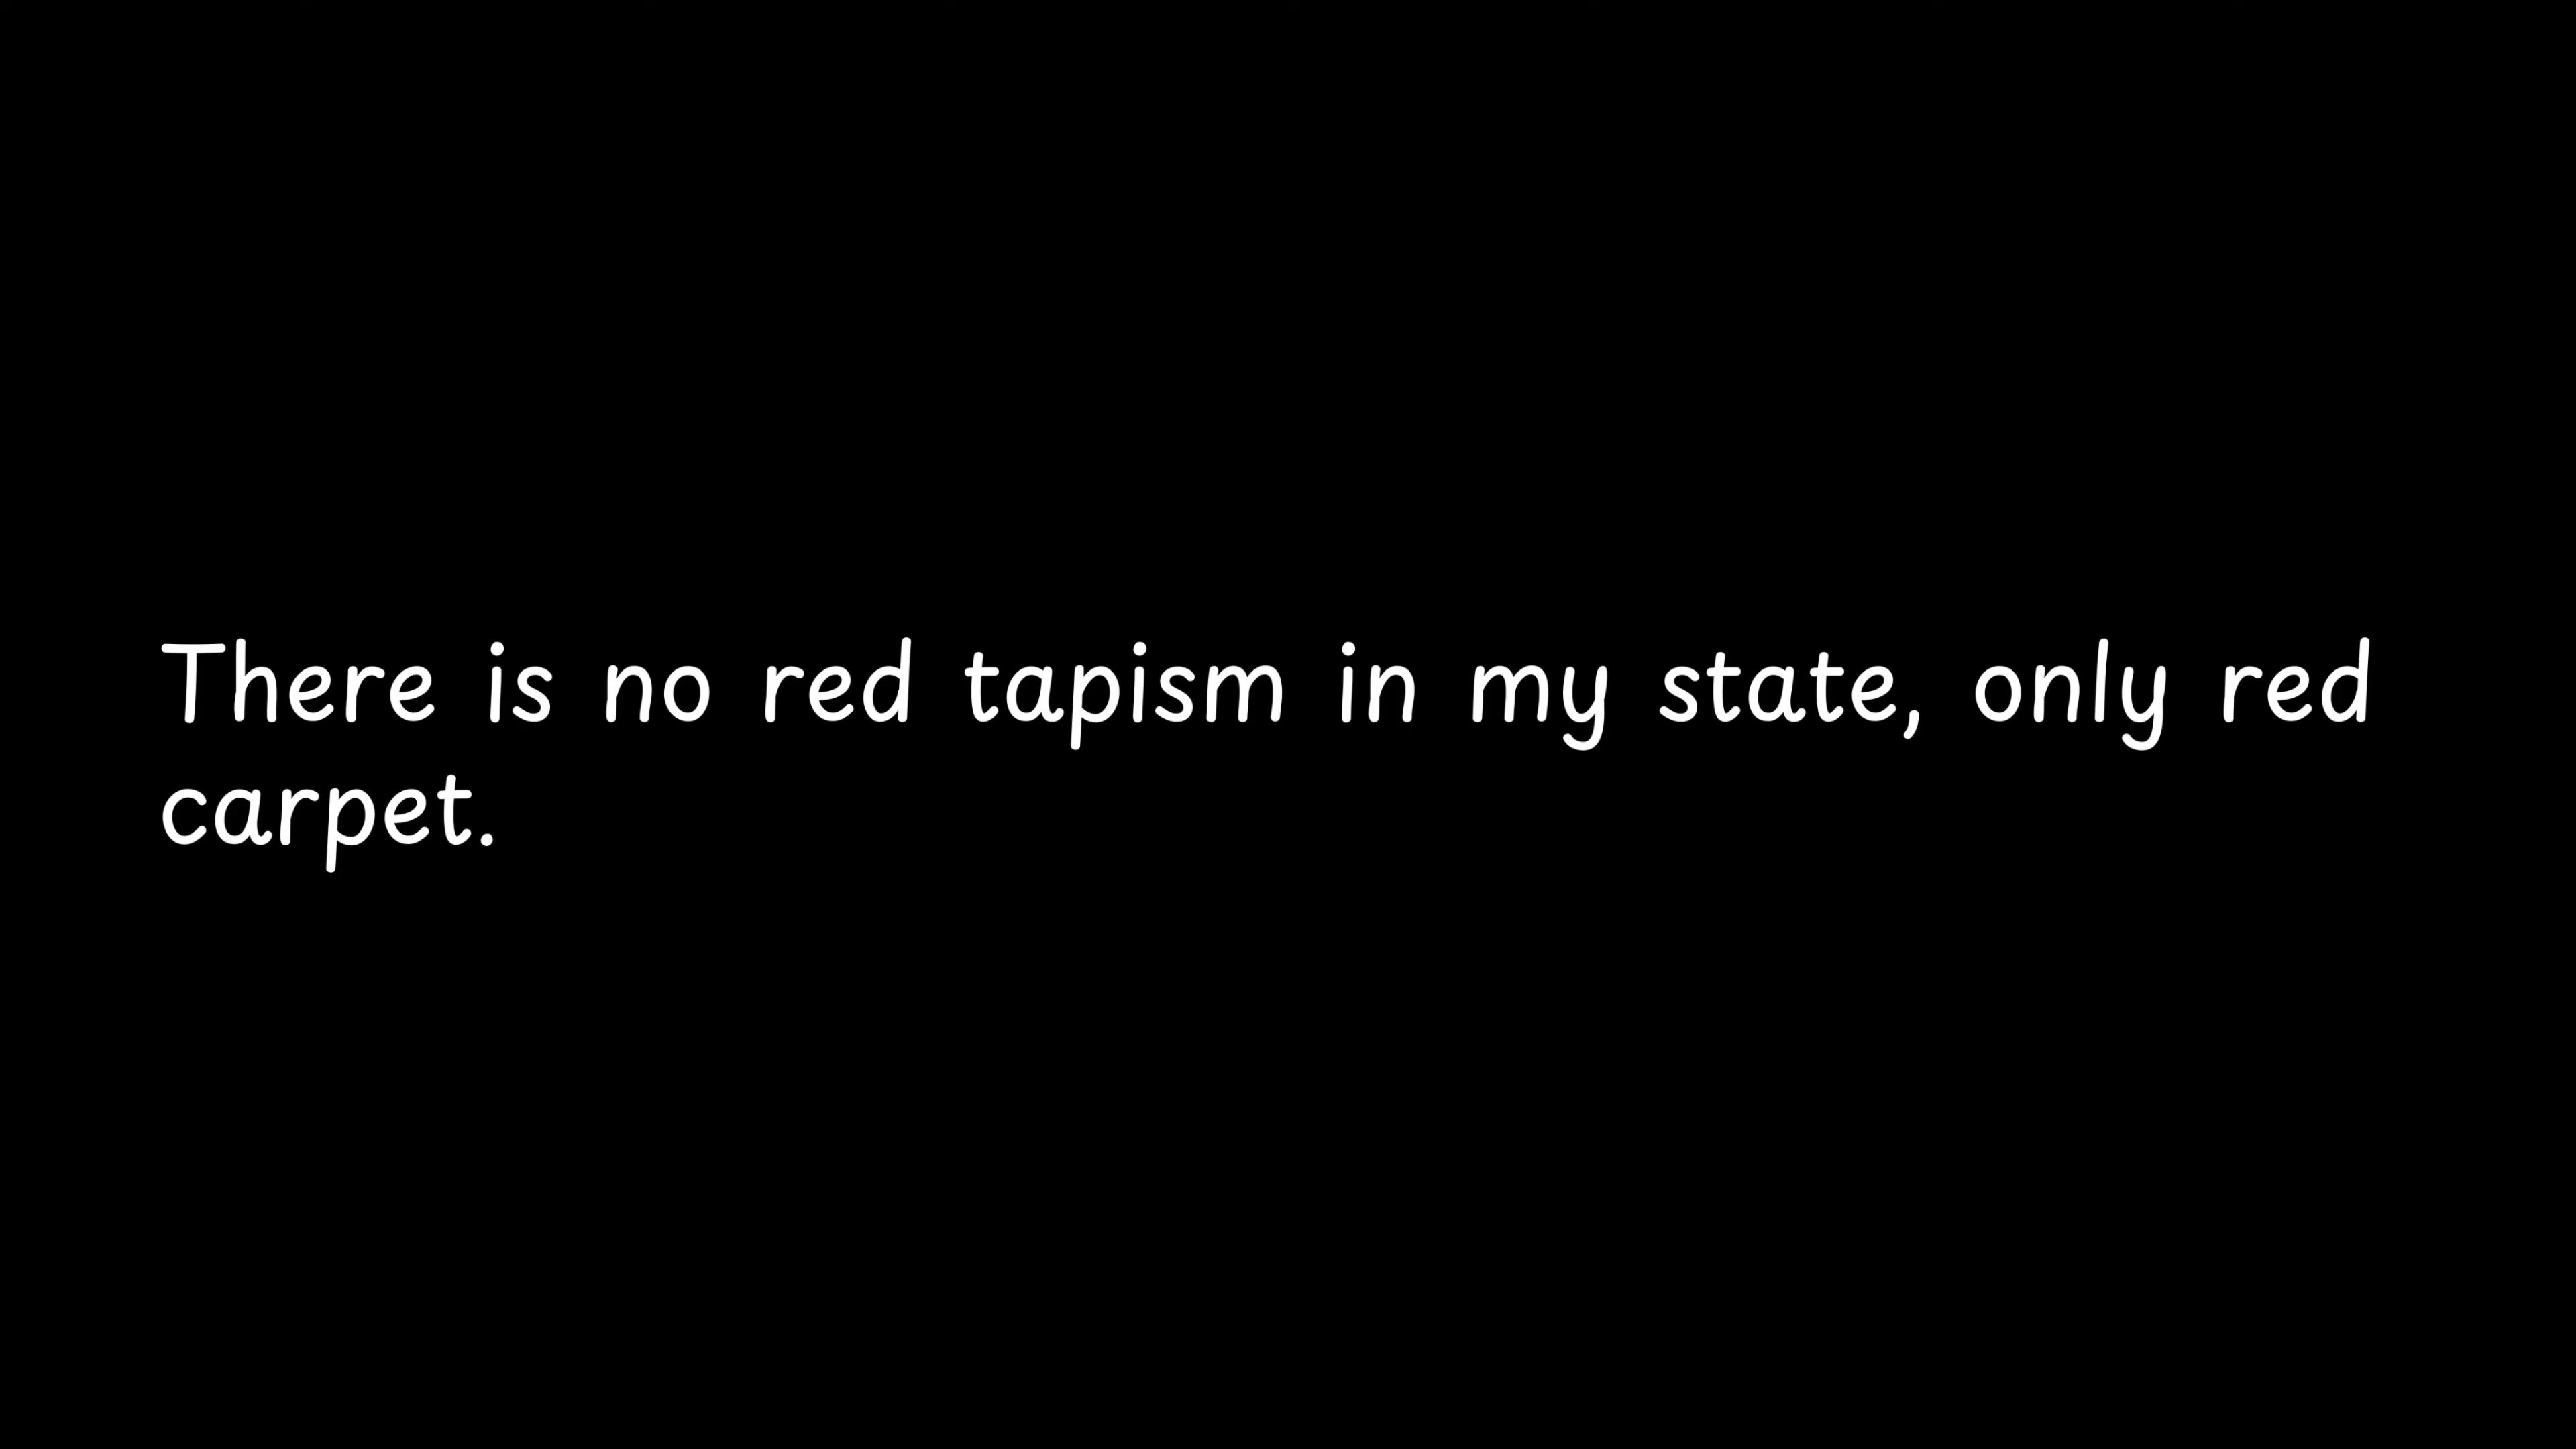 There is no red tapism in my state, only red
carpet.